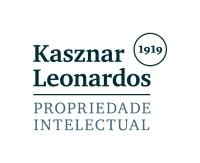 Kasznar 1919
Leonardos
PROPRIEDADE
INTELECTUAL